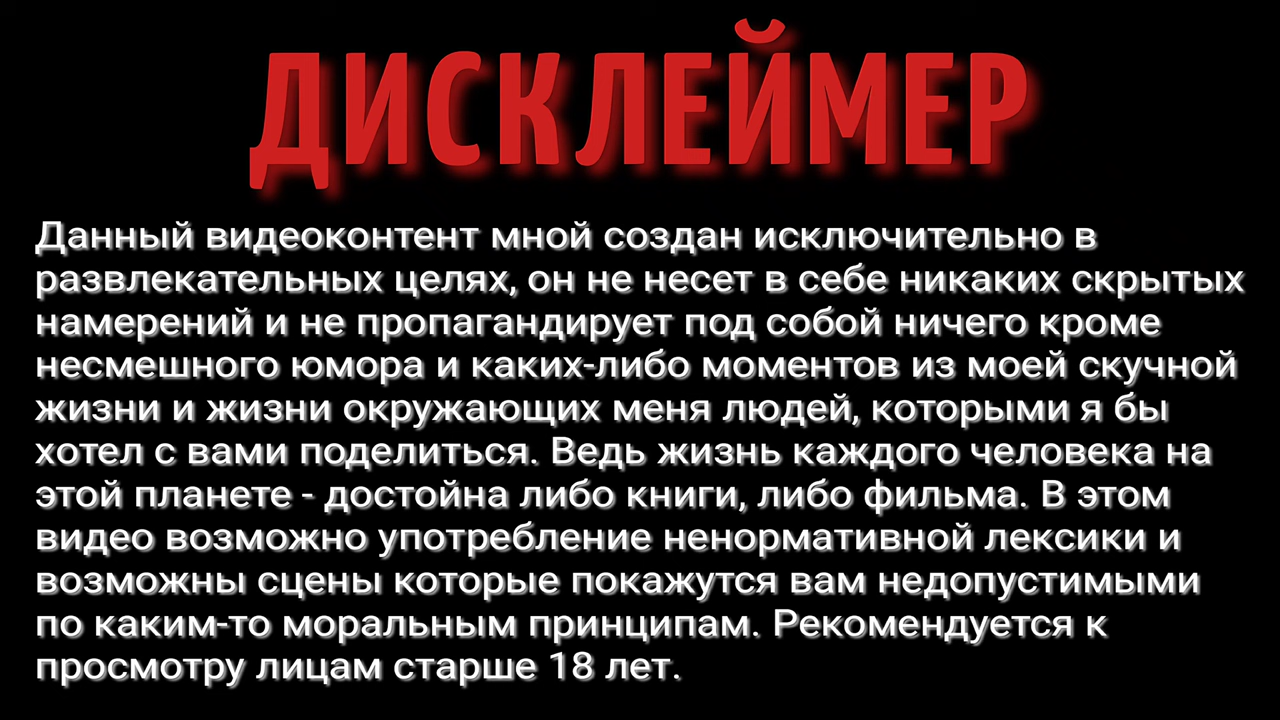 ДИСКЛЕЙМЕР
Данный видеоконтент мной создан исключительно в
развлекательных целях, он не несет в себе никаких скрытых
намерений и не пропагандирует под собой ничего кроме
несмешного юмора и каких-либо моментов из моей скучной
жизни и жизни окружающих меня людей, которыми я бы
хотел с вами поделиться. Ведь жизнь каждого человека на
этой планете - достойна либо книги, либо фильма. В этом
видео возможно употребление ненормативной лексики и
возможны сцены которые покажутся вам недопустимыми
по каким-то моральным принципам. Рекомендуется к
просмотру лицам старше 18 лет.